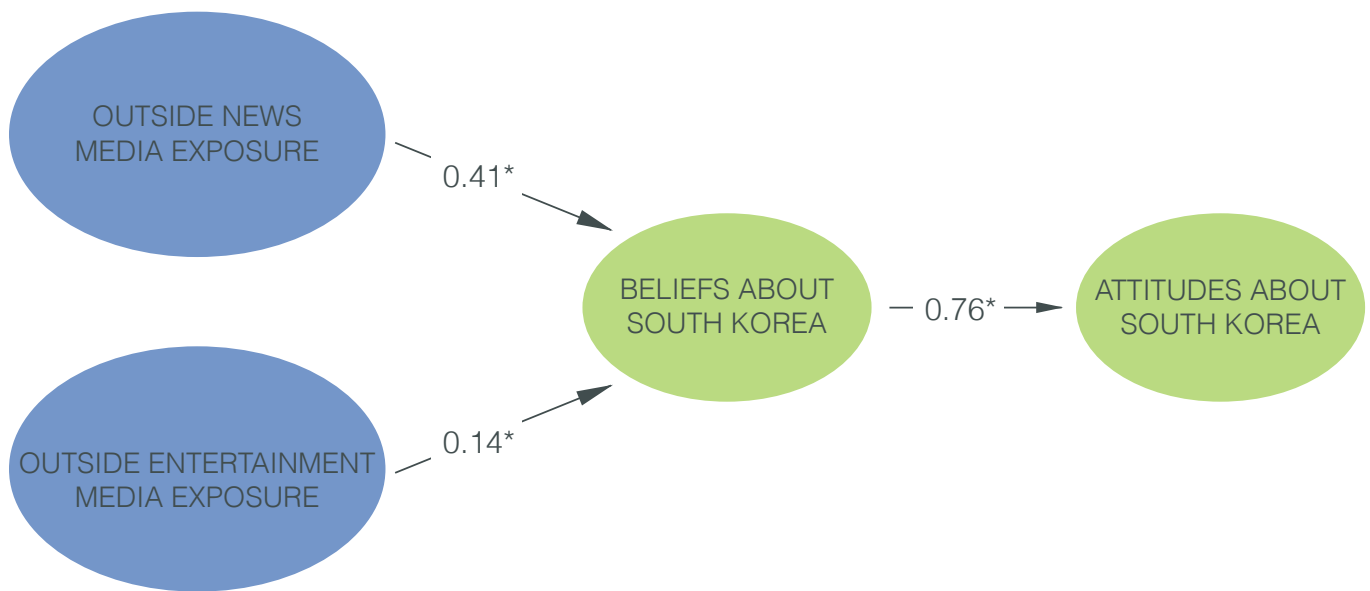 OUTSIDE NEWS
MEDIA EXPOSURE
0.41*
BELIEFS ABOUT
SOUTH KOREA
0.76*
ATTITUDES ABOUT
SOUTH KOREA
0.14*
OUTSIDE ENTERTAINMENT
MEDIA EXPOSURE